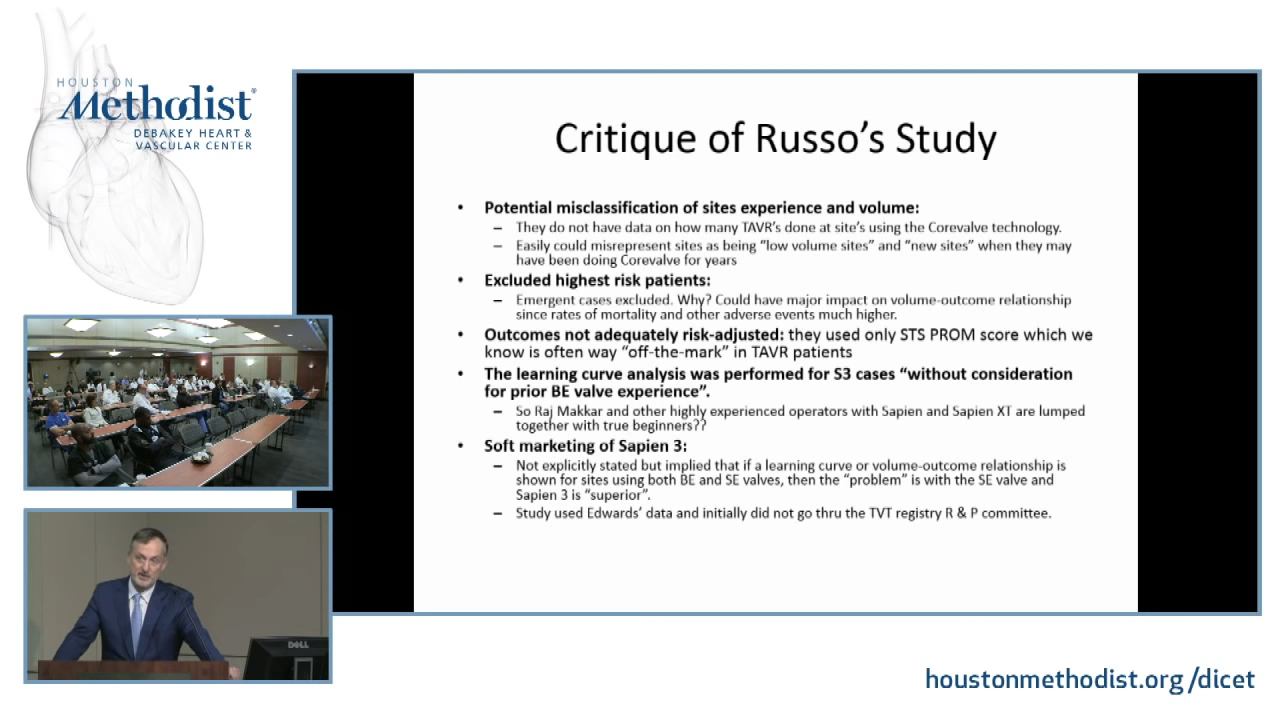 HOUSTON
Methodist®
DEBAKEY HEART &
VASCULAR CENTER
Critique of Russo's Study
• Potential misclassification of sites experience and volume:
– They do not have data on how many TAVR's done at site's using the Corevalve technology.
– Easily could misrepresent sites as being "low volume sites" and "new sites" when they may
have been doing Corevalve for years
• Excluded highest risk patients:
– Emergent cases excluded. Why? Could have major impact on volume-outcome relationship
since rates of mortality and other adverse events much higher.
• Outcomes not adequately risk-adjusted: they used only STS PROM score which we
know is often way "off-the-mark" in TAVR patients
• The learning curve analysis was performed for S3 cases "without consideration
for prior BE valve experience".
– So Raj Makkar and other highly experienced operators with Sapien and Sapien XT are lumped
together with true beginners??
• Soft marketing of Sapien 3:
– Not explicitly stated but implied that if a learning curve or volume-outcome relationship is
shown for sites using both BE and SE valves, then the "problem" is with the SE valve and
Sapien 3 is "superior".
– Study used Edwards' data and initially did not go thru the TVT registry R & P committee.
DELL
houstonmethodist.org/dicet